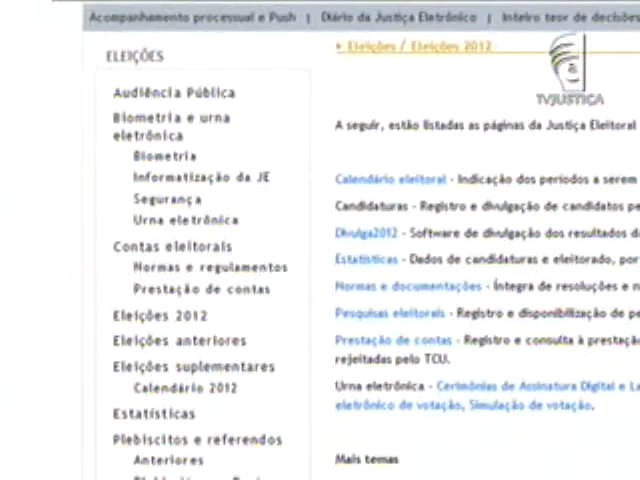 Acompanhamento processual e Push | Diário da Justiça Eletrônico | Inteiro teor de decisões
ELEIÇÕES
Audiência Pública
Biometria e urna
eletrônica
Biometria
Informatização da JE
Segurança
Urna eletrônica
Contas eleitorais
Normas e regulamentos
Prestação de contas
Eleições 2012
Eleições anteriores
Eleições suplementares
Calendário 2012
Estatísticas
Plebiscitos e referendos
Anteriores
Eleições / Eleições 2012
TVJUSTIÇA
A seguir, estão listadas as páginas da Justiça Eleitoral
Calendário eleitoral - Indicação dos períodos a serem
Candidaturas - Registro e divulgação de candidatos pe
Divulga2012 - Software de divulgação dos resultados d
Estatísticas - Dados de candidaturas e eleitorado, por
Normas e documentações - Íntegra de resoluções e n
Pesquisas eleitorais - Registro e disponibilização de pe
Prestação de contas - Registro e consulta à prestação
rejeitadas pelo TCU.
Urna eletrônica - Cerimônias de Assinatura Digital e La
eletrônico de votação, Simulação de votação.
Mais temas